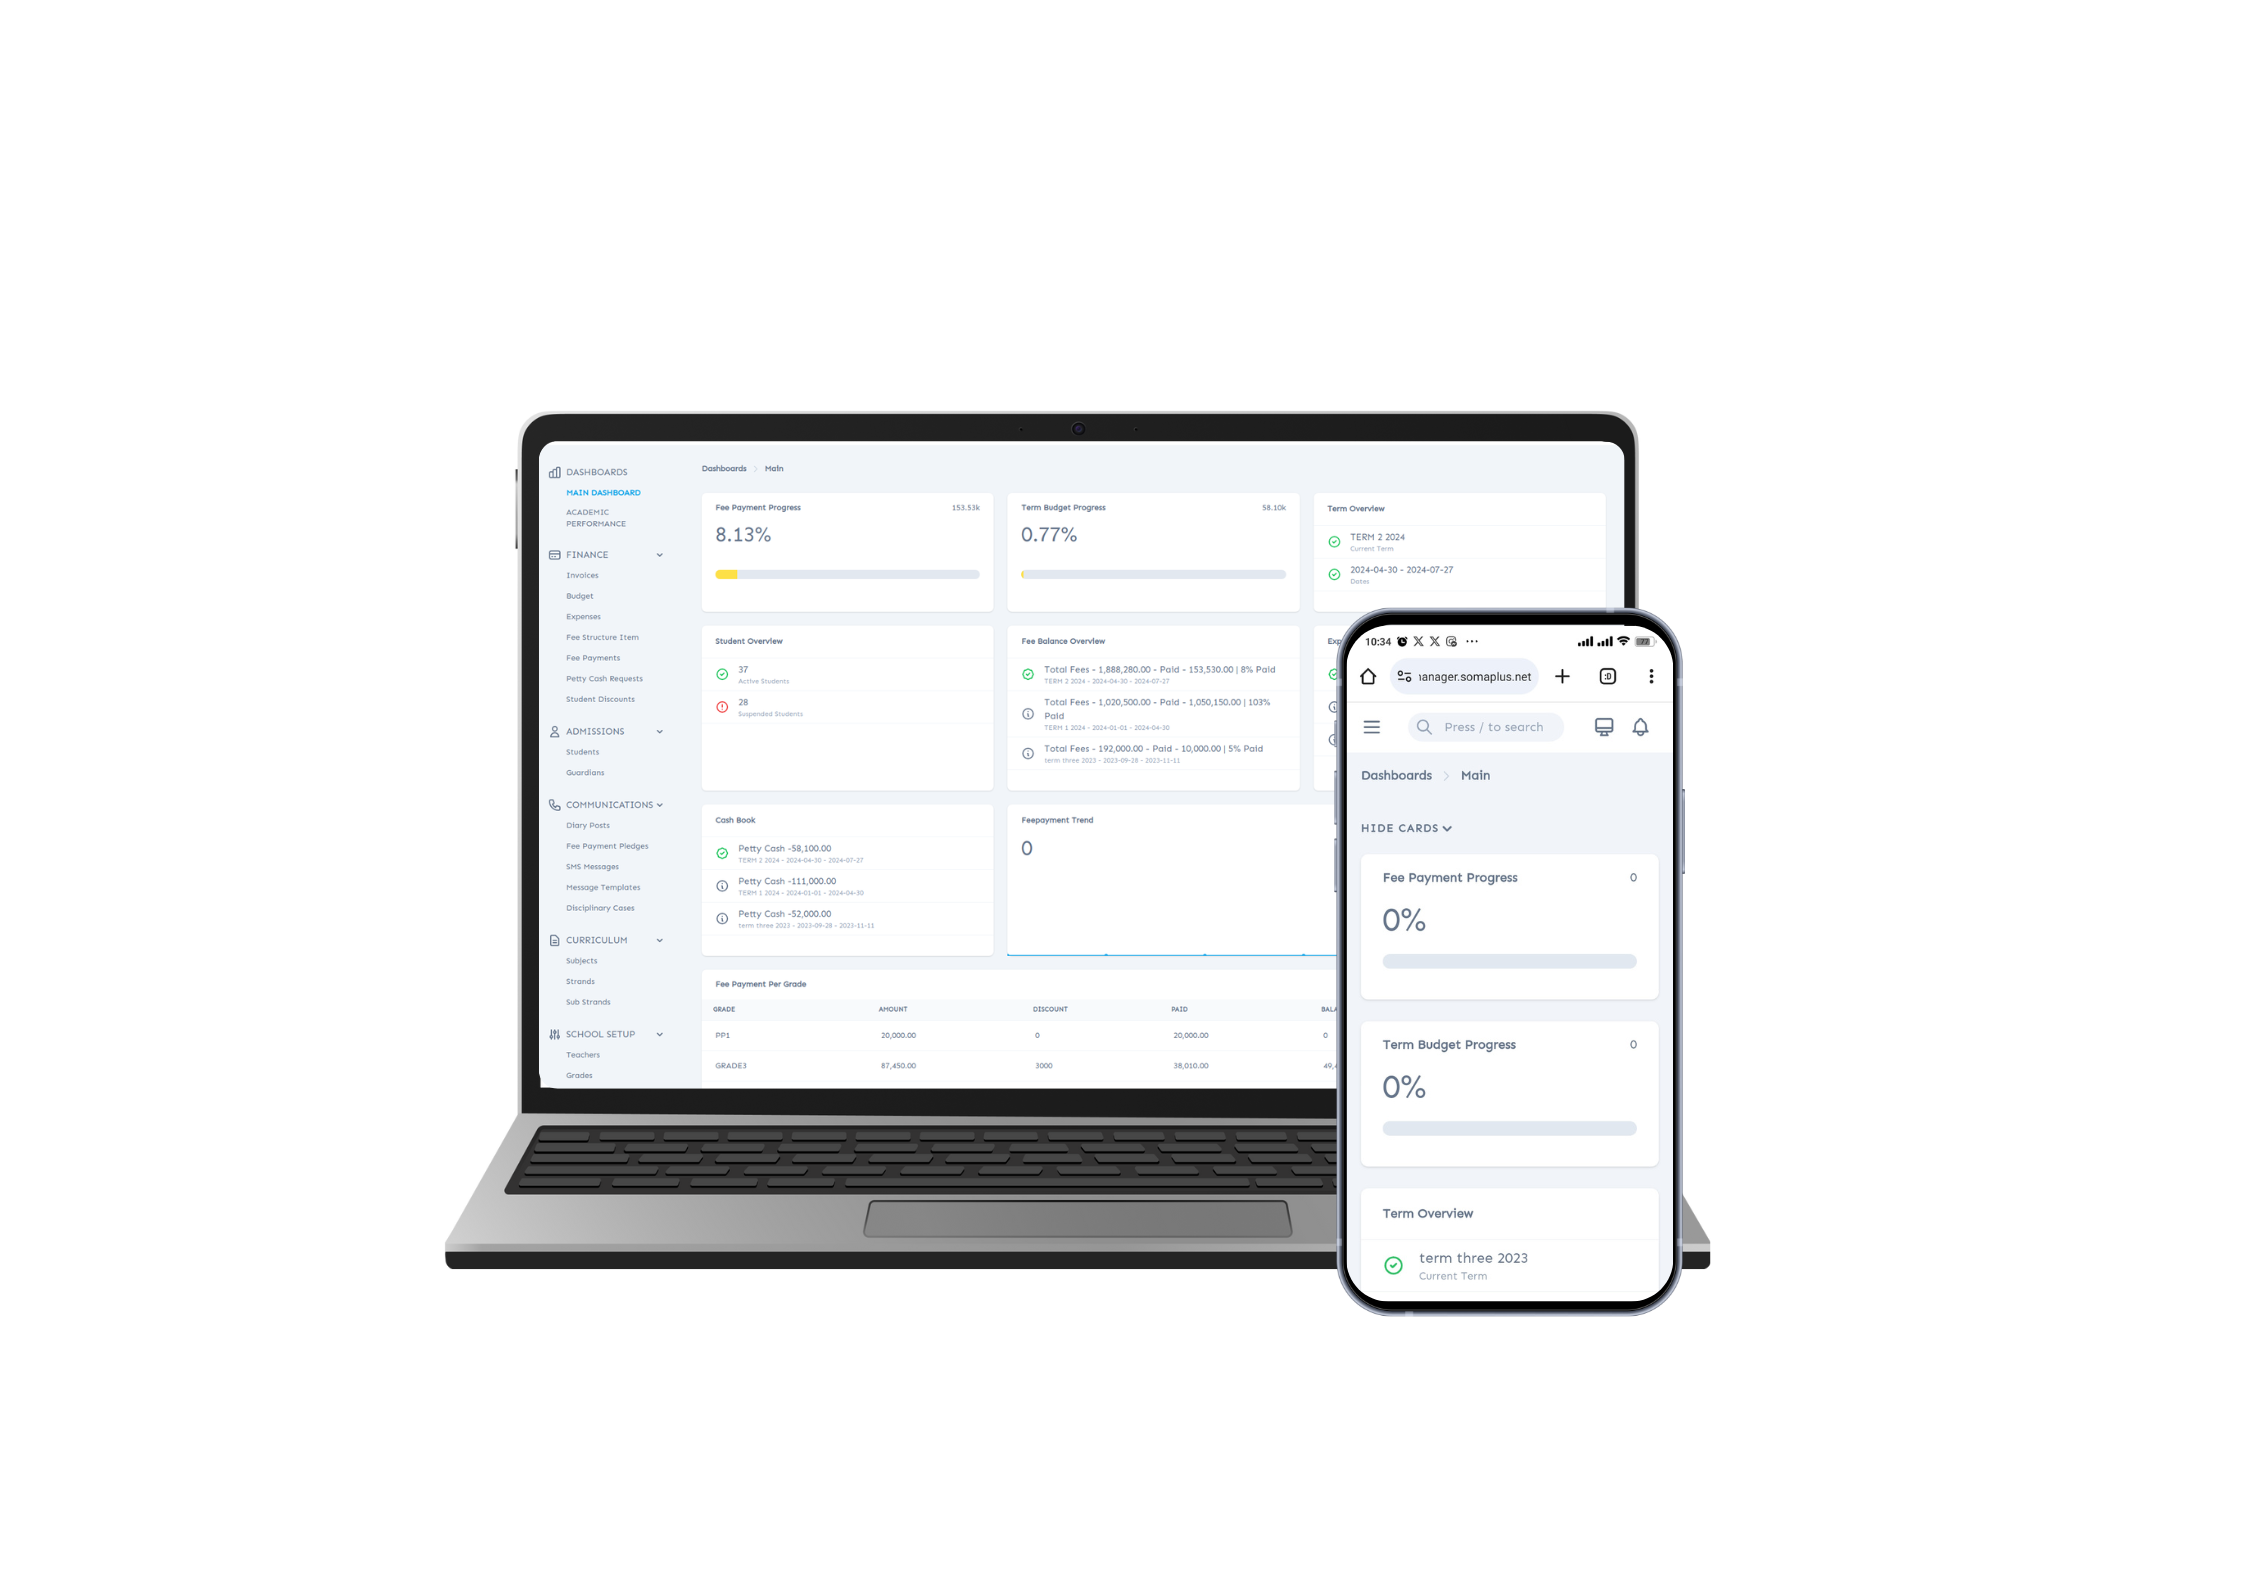 DASHBOARDS
MAIN DASHBOARD
ACADEMIC
PERFORMANCE
FINANCE
Invoices
Budget
Expenses
Fee Structure Item
Fee Payments
Petty Cash Requests
Student Discounts
ADMISSIONS
Students
Guardians
COMMUNICATIONS
Diary Posts
Fee Payment Pledges
SMS Messages
Message Templates
Disciplinary Cases
CURRICULUM
Subjects
Strands
Sub Strands
SCHOOL SETUP
Teachers
Grades
Dashboards > Main
Fee Payment Progress 153.53k
8.13%
Term Budget Progress 58.10k
0.77%
Term Overview
TERM 2 2024
Current Term
2024-04-30 - 2024-07-27
Dates
Student Overview
37
Active Students
28
Suspended Students
Fee Balance Overview
Total Fees - 1,888,280.00 - Paid - 153,530.00 | 8% Paid
TERM 2 2024 - 2024-04-30 - 2024-07-27
Total Fees - 1,020,500.00 - Paid - 1,050,150.00 | 103%
Paid
TERM 1 2024 - 2024-01-01 - 2024-04-30
Total Fees - 192,000.00 - Paid - 10,000.00 | 5% Paid
term three 2023 - 2023-09-28 - 2023-11-11
Exp
Cash Book
Petty Cash -58,100.00
TERM 2 2024 - 2024-04-30 - 2024-07-27
Petty Cash -111,000.00
TERM 1 2024 - 2024-01-01 - 2024-04-30
Petty Cash -52,000.00
term three 2023 - 2023-09-28 - 2023-11-11
Feepayment Trend
0
Fee Payment Per Grade
GRADE AMOUNT DISCOUNT PAID BALA
PP1 20,000.00 0 20,000.00 0
GRADE3 87,450.00 3000 38,010.00 49,
10:34 77
anager.somaplus.net :D
Press / to search
Dashboards > Main
HIDE CARDS
Fee Payment Progress 0
0%
Term Budget Progress 0
0%
Term Overview
term three 2023
Current Term